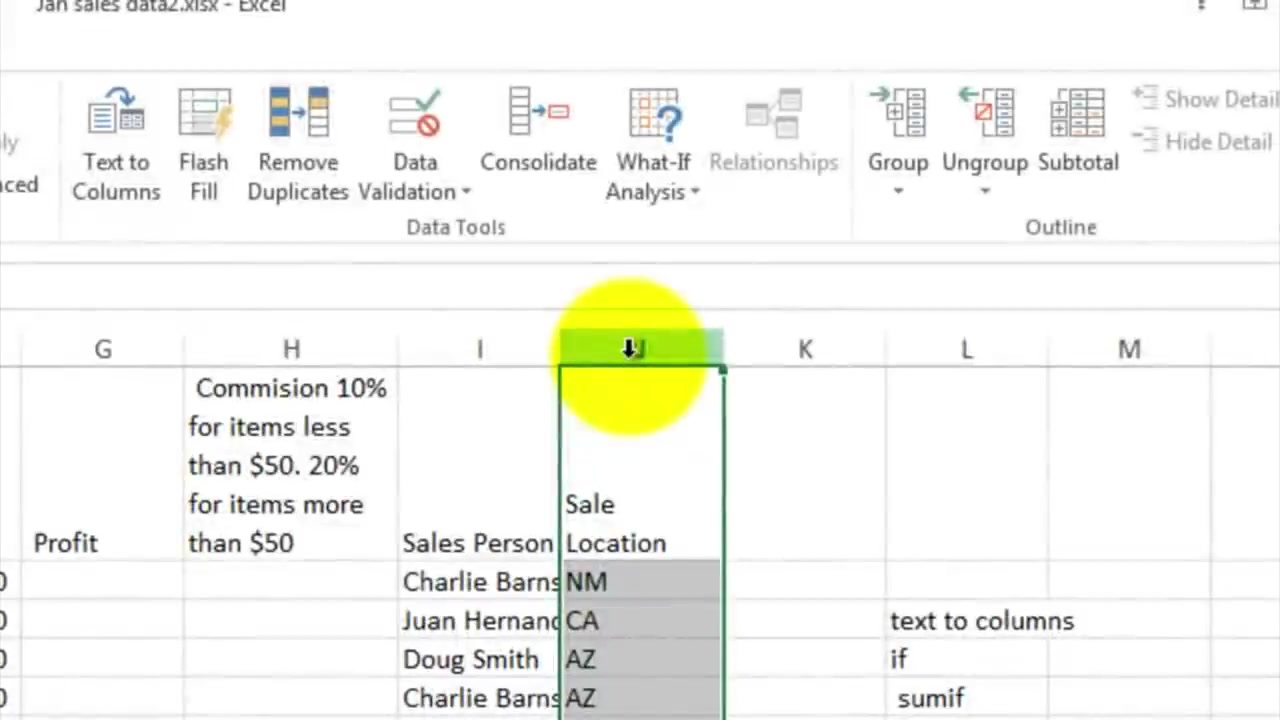 Jan sales data2.xlsx - Excel
?
Show Detail
Hide Detail
Text to Columns
Flash Fill
Remove Duplicates
Data Validation
Consolidate
What-If Analysis
Relationships
Group
Ungroup
Subtotal
Data Tools
Outline
G H I J K L M
Commision 10%
for items less
than $50. 20%
for items more
than $50
Profit
Sales Person
Sale
Location
Charlie Barns NM
Juan Hernand CA text to columns
Doug Smith AZ if
Charlie Barns AZ sumif